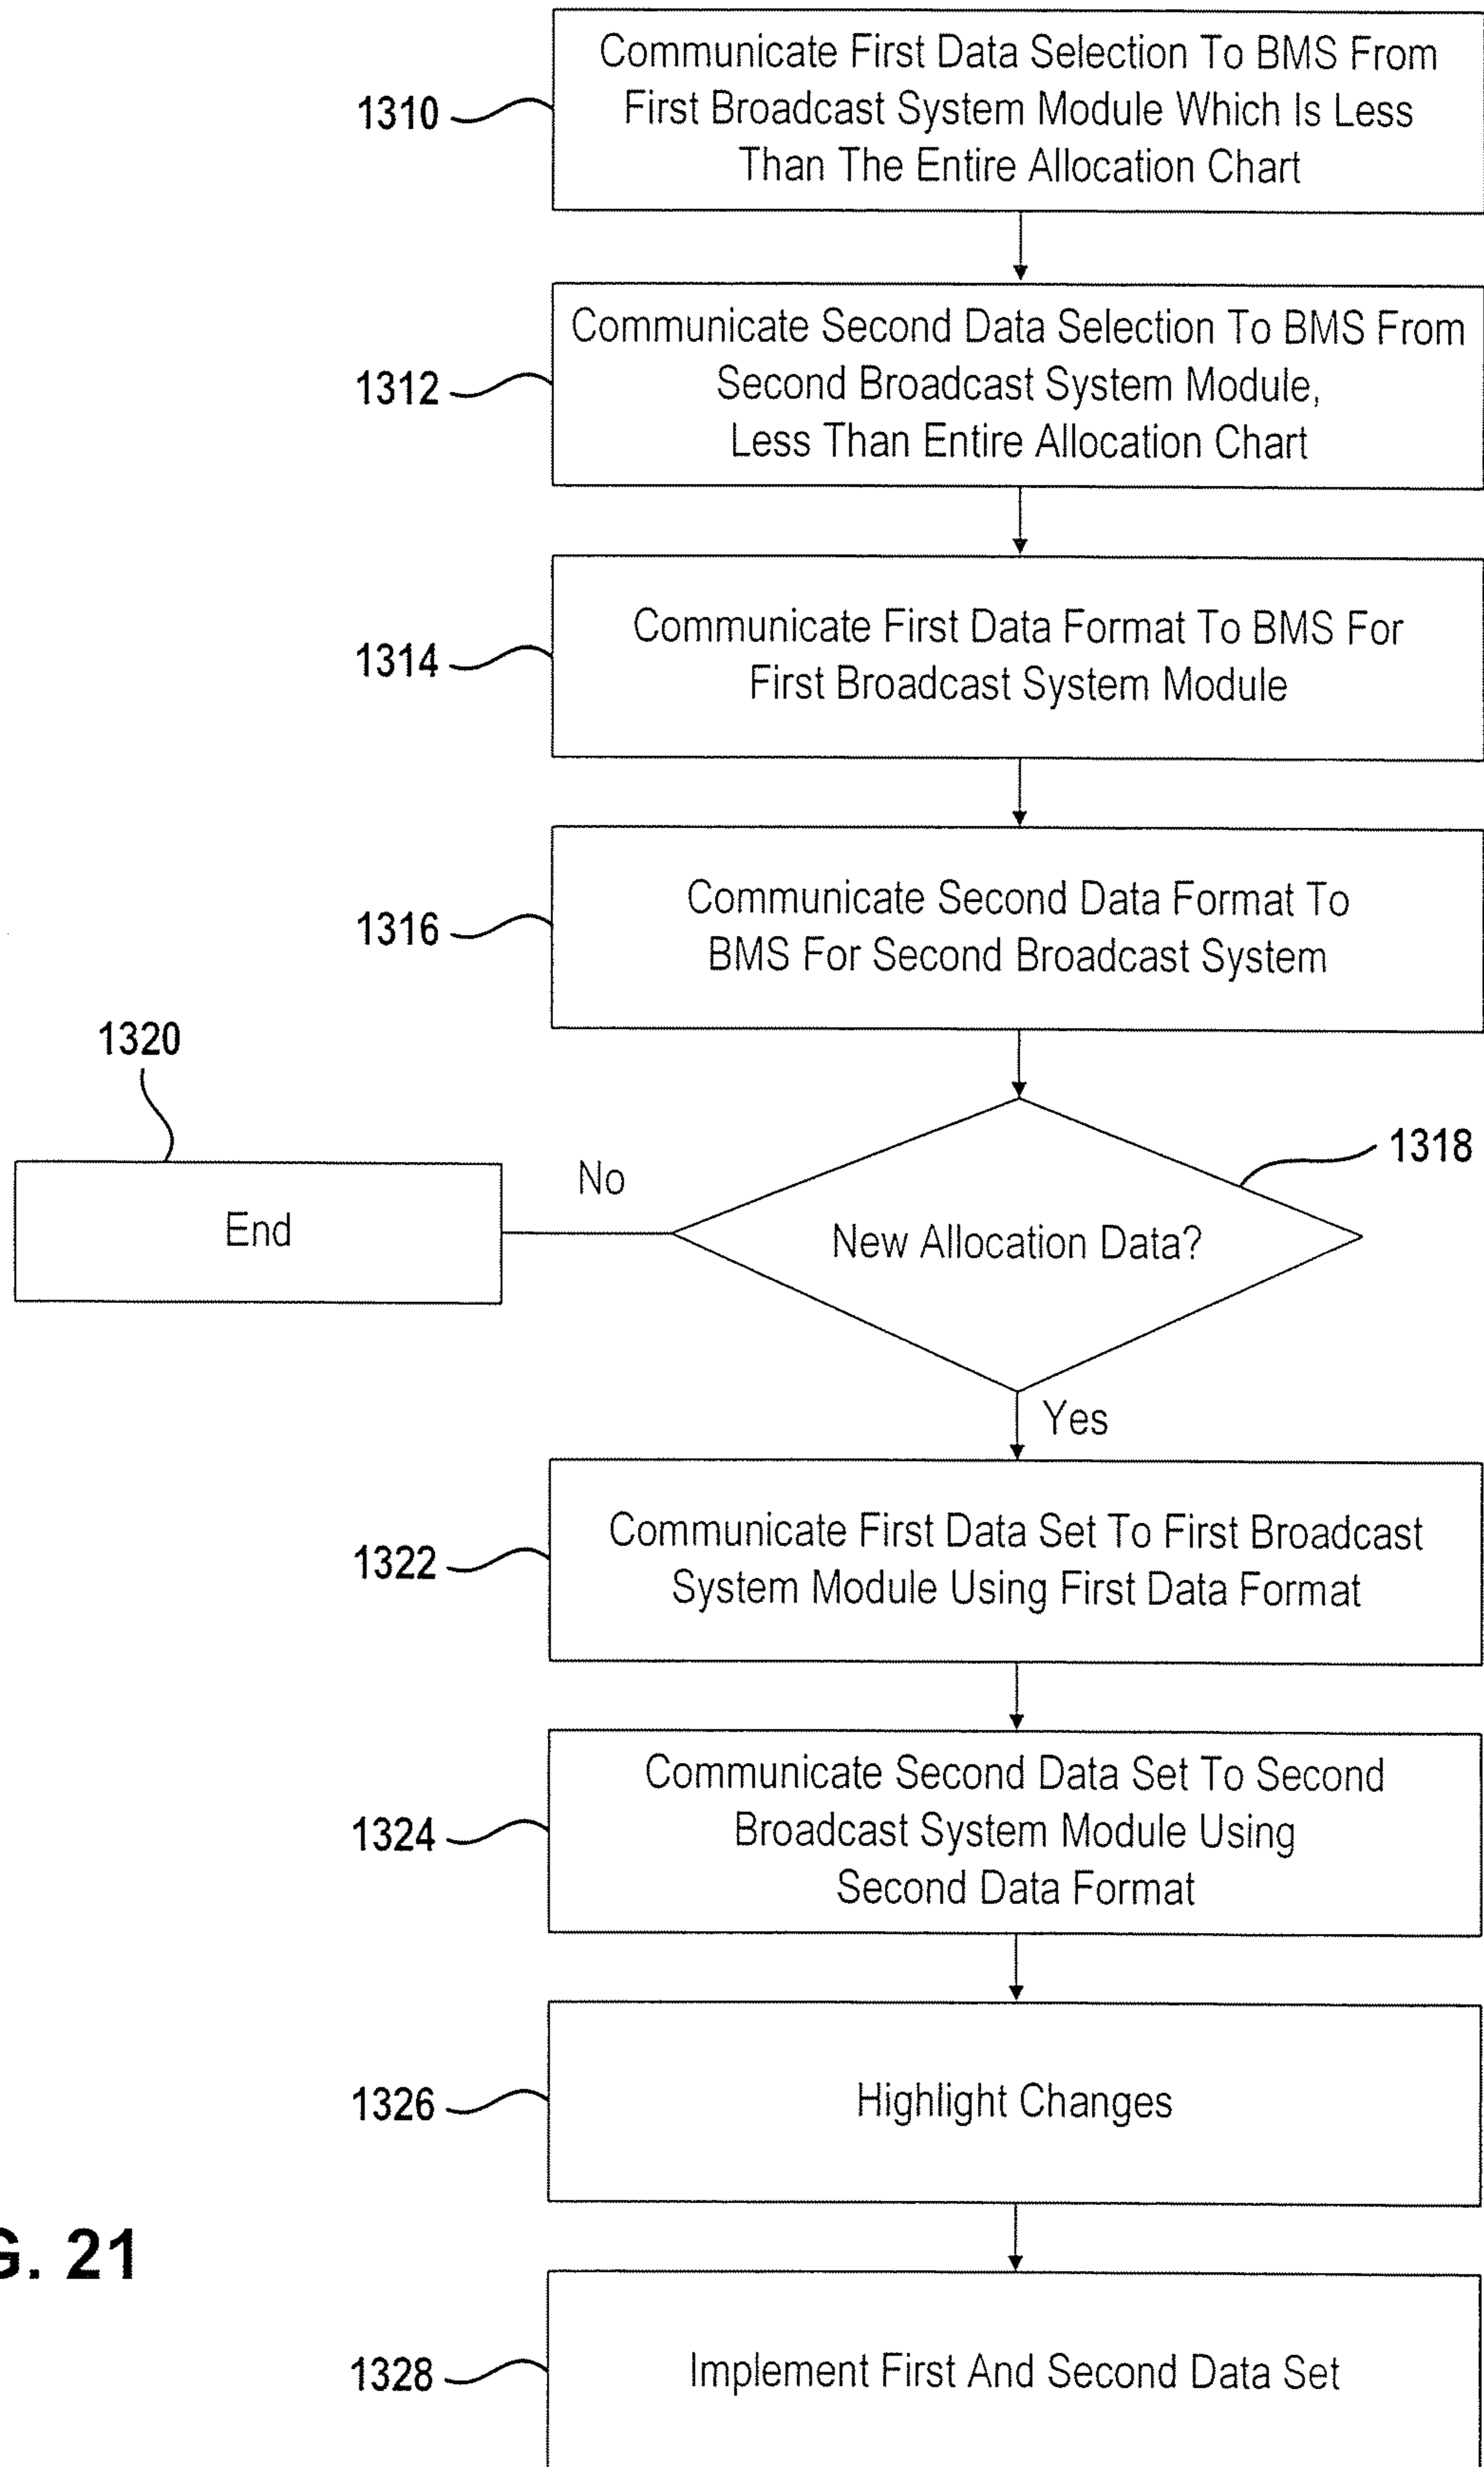 1310
Communicate First Data Selection To BMS From
First Broadcast System Module Which Is Less
Than The Entire Allocation Chart
1312
Communicate Second Data Selection To BMS From
Second Broadcast System Module,
Less Than Entire Allocation Chart
1314
Communicate First Data Format To BMS For
First Broadcast System Module
1316
Communicate Second Data Format To
BMS For Second Broadcast System
1320
End
No
New Allocation Data?
1318
Yes
1322
Communicate First Data Set To First Broadcast
System Module Using First Data Format
1324
Communicate Second Data Set To Second
Broadcast System Module Using
Second Data Format
1326
Highlight Changes
G. 21
1328
Implement First And Second Data Set